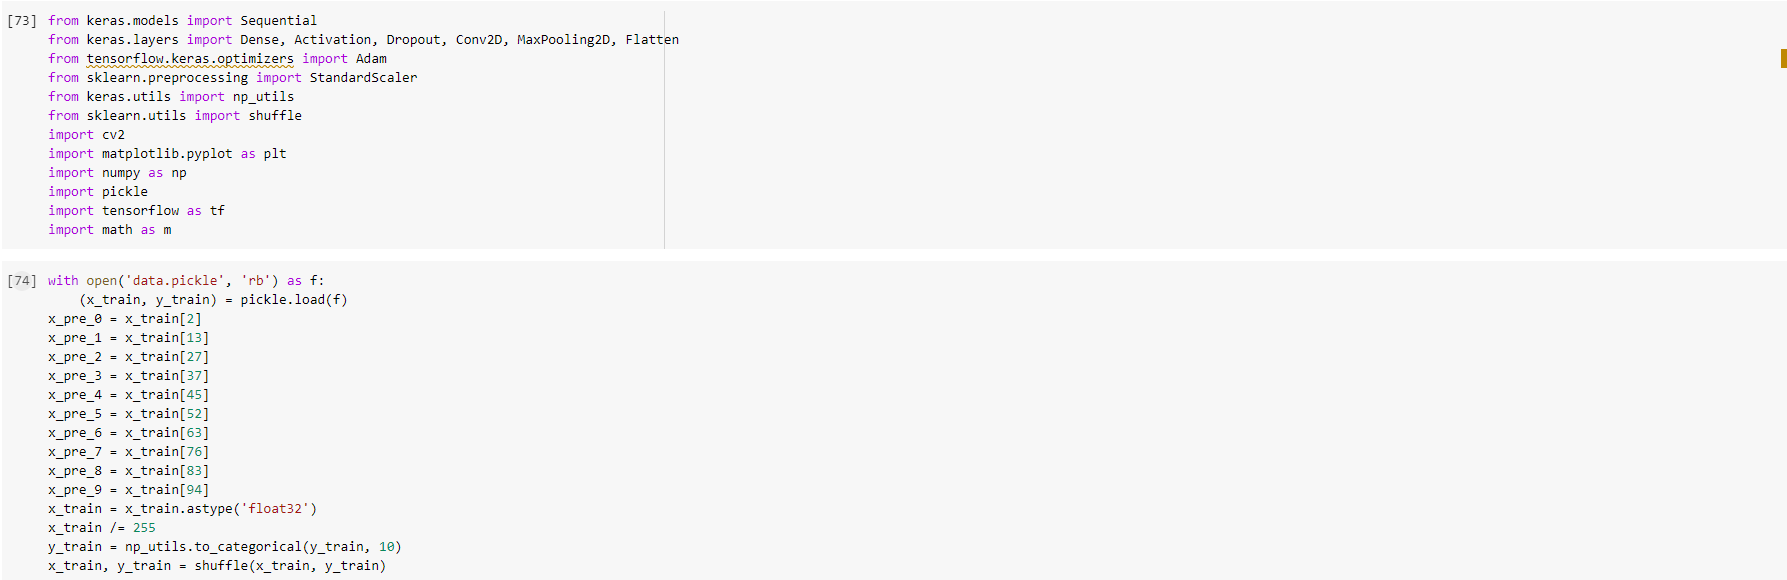 [73] from keras.models import Sequential
from keras.layers import Dense, Activation, Dropout, Conv2D, MaxPooling2D, Flatten
from tensorflow.keras.optimizers import Adam
from sklearn.preprocessing import StandardScaler
from keras.utils import np_utils
from sklearn.utils import shuffle
import cv2
import matplotlib.pyplot as plt
import numpy as np
import pickle
import tensorflow as tf
import math as m
[74] with open('data.pickle', 'rb') as f:
    (x_train, y_train) = pickle.load(f)
x_pre_0 = x_train[2]
x_pre_1 = x_train[13]
x_pre_2 = x_train[27]
x_pre_3 = x_train[37]
x_pre_4 = x_train[45]
x_pre_5 = x_train[52]
x_pre_6 = x_train[63]
x_pre_7 = x_train[76]
x_pre_8 = x_train[83]
x_pre_9 = x_train[94]
x_train = x_train.astype('float32')
x_train /= 255
y_train = np_utils.to_categorical(y_train, 10)
x_train, y_train = shuffle(x_train, y_train)